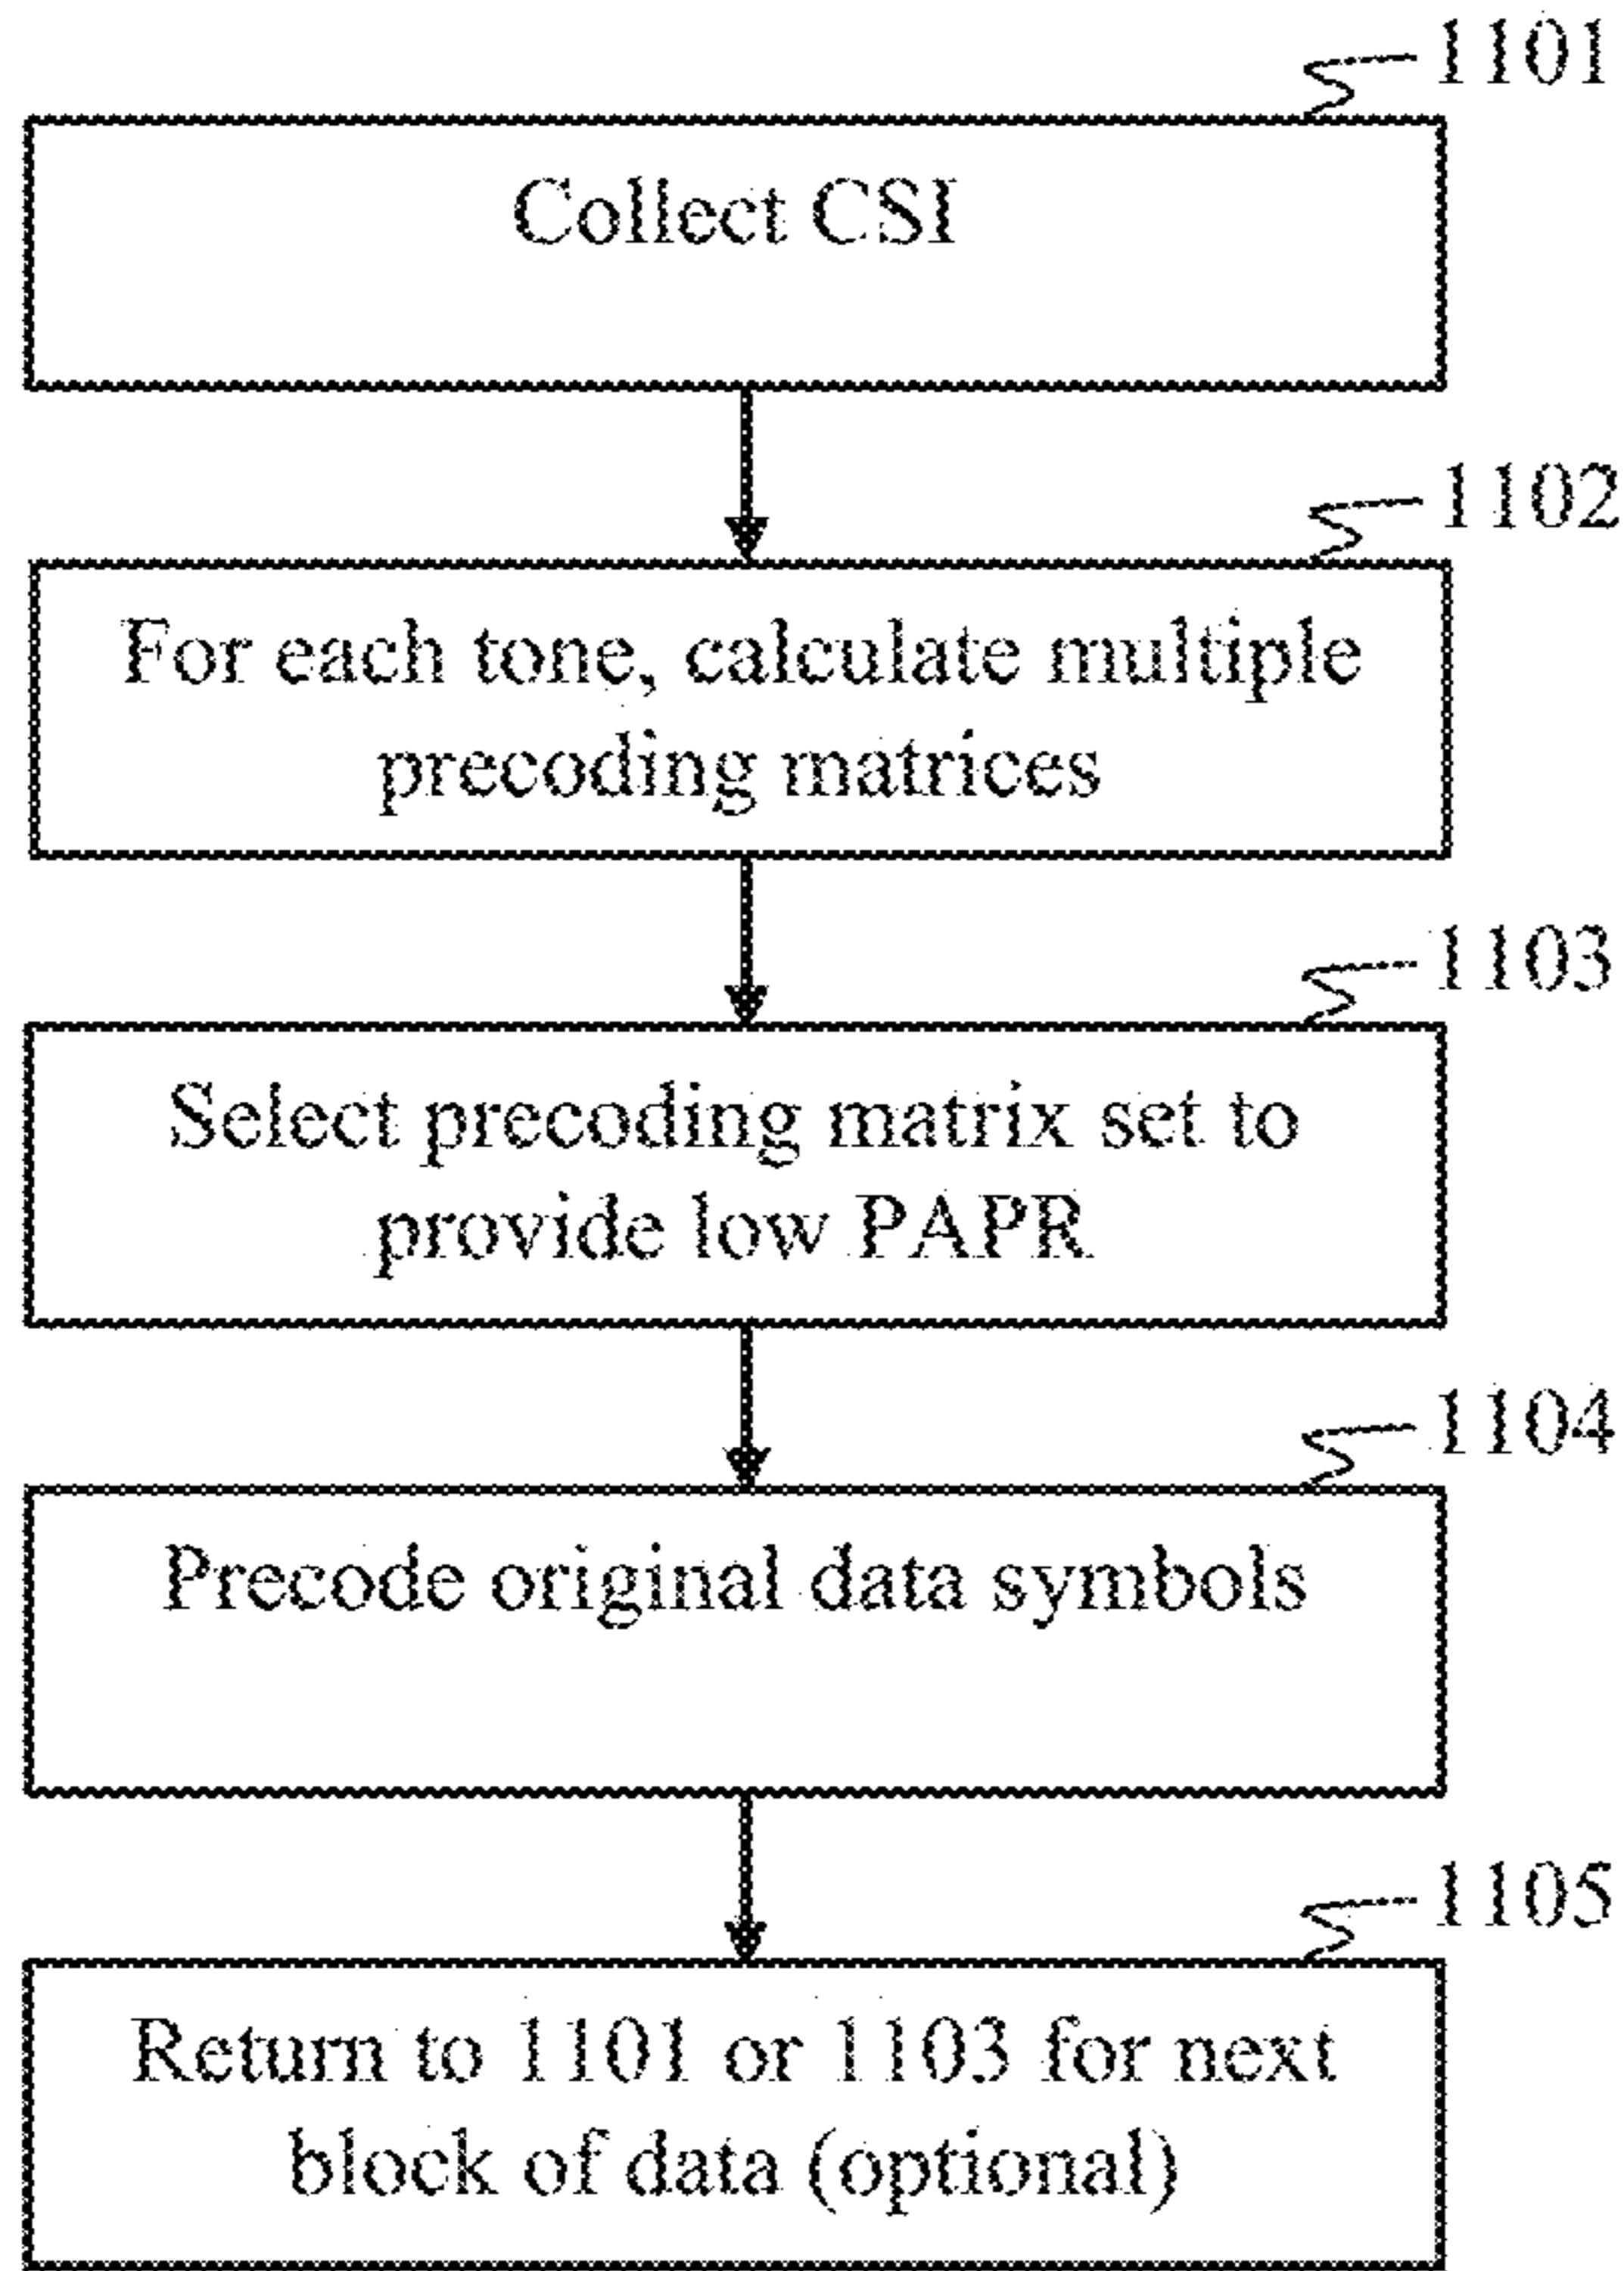 1101
Collect CSI
1102
For each tone, calculate multiple
precoding matrices
1103
Select precoding matrix set to
provide low PAPR
1104
Precode original data symbols
1105
Return to 1101 or 1103 for next
block of data (optional)